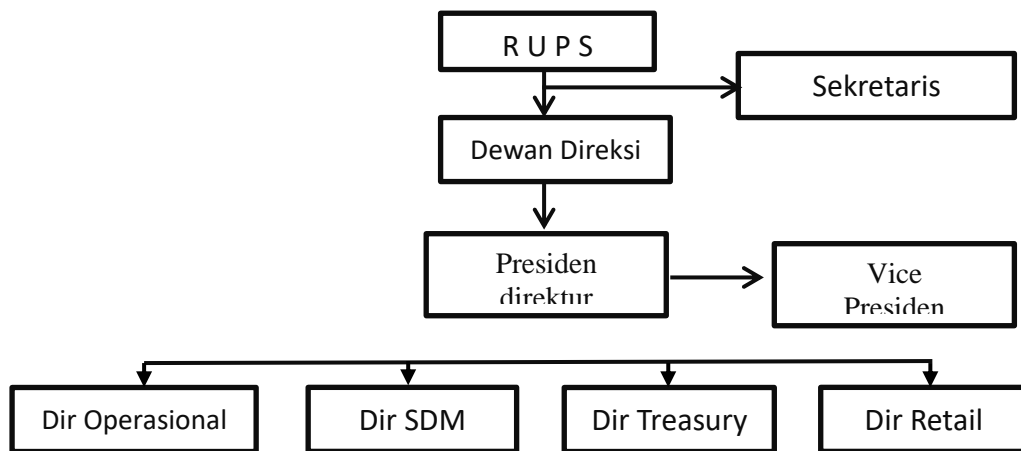 R U P S
Sekretaris
Dewan Direksi
Presiden
direktur
Vice
Presiden
Dir Operasional
Dir SDM
Dir Treasury
Dir Retail